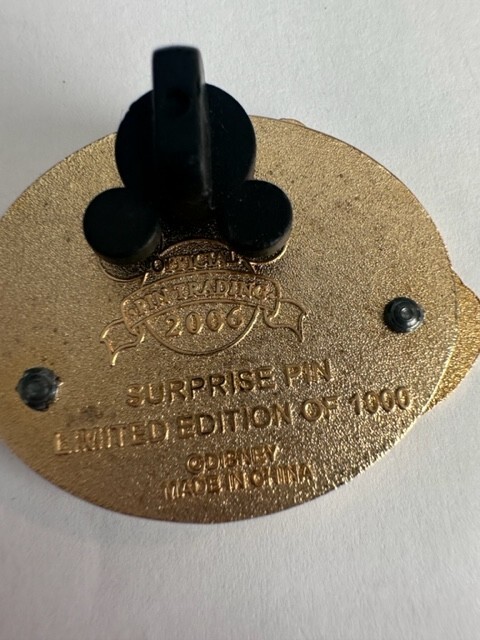 OFFICIAL
PIN TRADING
2006
SURPRISE PIN
LIMITED EDITION OF 1000
©DISNEY
MADE IN CHINA